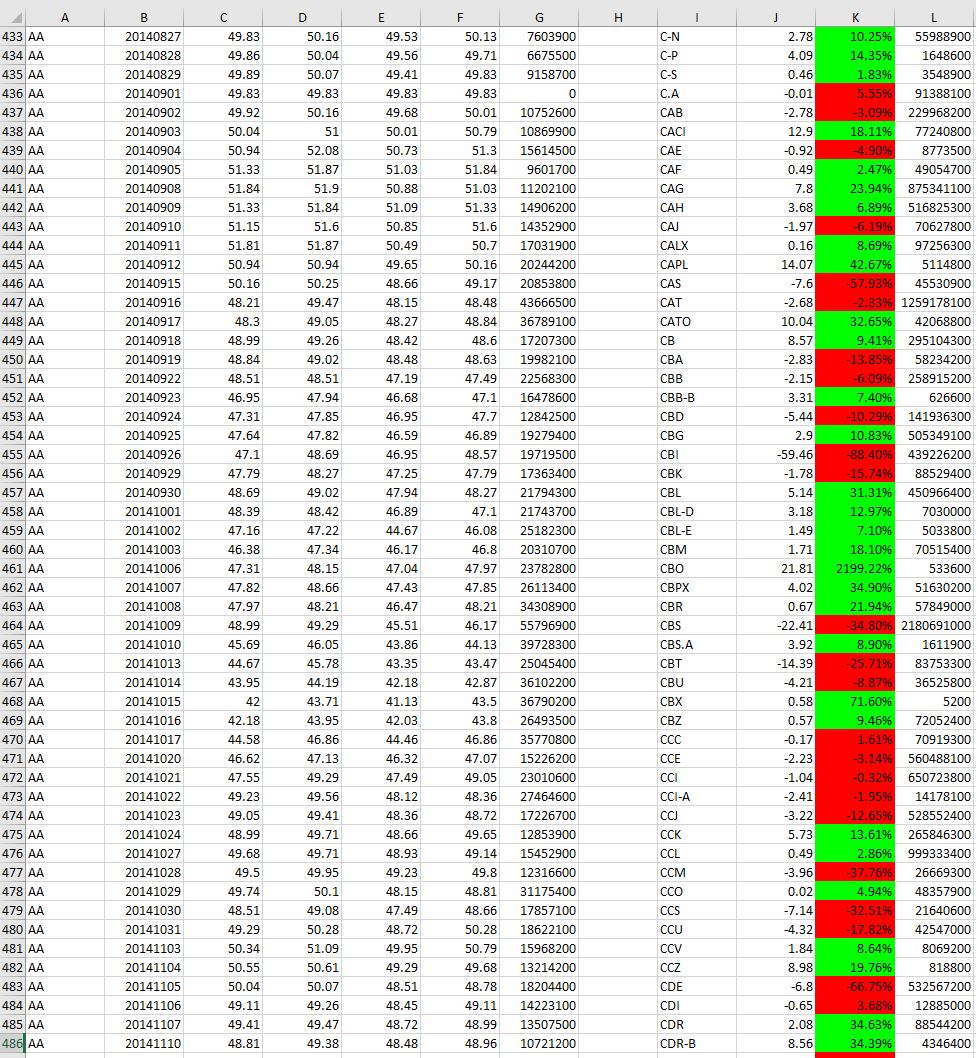 A B C D E F G H I J K L
433 AA 20140827 49.83 50.16 49.53 50.13 7603900 C-N 2.78 10.25% 55988900
434 AA 20140828 49.86 50.04 49.56 49.71 6675500 C-P 4.09 14.35% 1648600
435 AA 20140829 49.89 50.07 49.41 49.83 9158700 C-S 0.46 1.83% 3548900
436 AA 20140901 49.83 49.83 49.83 49.83 0 C.A -0.01 5.55% 91388100
437 AA 20140902 49.92 50.16 49.68 50.01 10752600 CAB -2.78 -3.09% 229968200
438 AA 20140903 50.04 51 50.01 50.79 10869900 CACI 12.9 18.11% 77240800
439 AA 20140904 50.94 52.08 50.73 51.3 15614500 CAE -0.92 -4.90% 8773500
440 AA 20140905 51.33 51.87 51.03 51.84 9601700 CAF 0.49 2.47% 49054700
441 AA 20140908 51.84 51.9 50.88 51.03 11202100 CAG 7.8 23.94% 875341100
442 AA 20140909 51.33 51.84 51.09 51.33 14906200 CAH 3.68 6.89% 516825300
443 AA 20140910 51.15 51.6 50.85 51.6 14352900 CAJ -1.97 -6.19% 70627800
444 AA 20140911 51.81 51.87 50.49 50.7 17031900 CALX 0.16 8.69% 97256300
445 AA 20140912 50.94 50.94 49.65 50.16 20244200 CAPL 14.07 42.67% 5114800
446 AA 20140915 50.16 50.25 48.66 49.17 20853800 CAS -7.6 -57.93% 45530900
447 AA 20140916 48.21 49.47 48.15 48.48 43666500 CAT -2.68 -2.33% 1259178100
448 AA 20140917 48.3 49.05 48.27 48.84 36789100 CATO 10.04 32.65% 42068800
449 AA 20140918 48.99 49.26 48.42 48.6 17207300 CB 8.57 9.41% 295104300
450 AA 20140919 48.84 49.02 48.48 48.63 19982100 CBA -2.83 -13.85% 58234200
451 AA 20140922 48.51 48.51 47.19 47.49 22568300 CBB -2.15 -6.09% 258915200
452 AA 20140923 46.95 47.94 46.68 47.1 16478600 CBB-B 3.31 7.40% 626600
453 AA 20140924 47.31 47.85 46.95 47.7 12842500 CBD -5.44 -10.29% 141936300
454 AA 20140925 47.64 47.82 46.59 46.89 19279400 CBG 2.9 10.83% 505349100
455 AA 20140926 47.1 48.69 46.95 48.57 19719500 CBI -59.46 -88.40% 439226200
456 AA 20140929 47.79 48.27 47.25 47.79 17363400 CBK -1.78 -15.74% 88529400
457 AA 20140930 48.69 49.02 47.94 48.27 21794300 CBL 5.14 31.31% 450966400
458 AA 20141001 48.39 48.42 46.89 47.1 21743700 CBL-D 3.18 12.97% 7030000
459 AA 20141002 47.16 47.22 44.67 46.08 25182300 CBL-E 1.49 7.10% 5033800
460 AA 20141003 46.38 47.34 46.17 46.8 20310700 CBM 1.71 18.10% 70515400
461 AA 20141006 47.31 48.15 47.04 47.97 23782800 CBO 21.81 2199.22% 533600
462 AA 20141007 47.82 48.66 47.43 47.85 26113400 CBPX 4.02 34.90% 51630200
463 AA 20141008 47.97 48.21 46.47 48.21 34308900 CBR 0.67 21.94% 57849000
464 AA 20141009 48.99 49.29 45.51 46.17 55796900 CBS -22.41 -34.80% 2180691000
465 AA 20141010 45.69 46.05 43.86 44.13 39728300 CBS.A 3.92 8.90% 1611900
466 AA 20141013 44.67 45.78 43.35 43.47 25045400 CBT -14.39 -25.71% 83753300
467 AA 20141014 43.95 44.19 42.18 42.87 36102200 CBU -4.21 -8.87% 36525800
468 AA 20141015 42 43.71 41.13 43.5 36790200 CBX 0.58 71.60% 5200
469 AA 20141016 42.18 43.95 42.03 43.8 26493500 CBZ 0.57 9.46% 72052400
470 AA 20141017 44.58 46.86 44.46 46.86 35770800 CCC -0.17 1.61% 70919300
471 AA 20141020 46.62 47.13 46.32 47.07 15226200 CCE -2.23 -3.14% 560488100
472 AA 20141021 47.55 49.29 47.49 49.05 23010600 CCI -1.04 -0.32% 650723800
473 AA 20141022 49.23 49.56 48.12 48.36 27464600 CCI-A -2.41 -1.95% 14178100
474 AA 20141023 49.05 49.41 48.36 48.72 17226700 CCJ -3.22 -12.65% 528552400
475 AA 20141024 48.99 49.71 48.66 49.65 12853900 CCK 5.73 13.61% 265846300
476 AA 20141027 49.68 49.71 48.93 49.14 15452900 CCL 0.49 2.86% 999333400
477 AA 20141028 49.5 49.95 49.23 49.8 12316600 CCM -3.96 -37.76% 26669300
478 AA 20141029 49.74 50.1 48.15 48.81 31175400 CCO 0.02 4.94% 48357900
479 AA 20141030 48.51 49.08 47.49 48.66 17857100 CCS -7.14 -32.51% 21640600
480 AA 20141031 49.29 50.28 48.72 50.28 18622100 CCU -4.32 -17.82% 42547000
481 AA 20141103 50.34 51.09 49.95 50.79 15968200 CCV 1.84 8.64% 8069200
482 AA 20141104 50.55 50.61 49.29 49.68 13214200 CCZ 8.98 19.76% 818800
483 AA 20141105 50.04 50.07 48.51 48.78 18204400 CDE -6.8 -66.75% 532567200
484 AA 20141106 49.11 49.26 48.45 49.11 14223100 CDI -0.65 3.68% 12885000
485 AA 20141107 49.41 49.47 48.72 48.99 13507500 CDR 2.08 34.63% 88544200
486 AA 20141110 48.81 49.38 48.48 48.96 10721200 CDR-B 8.56 34.39% 4346400